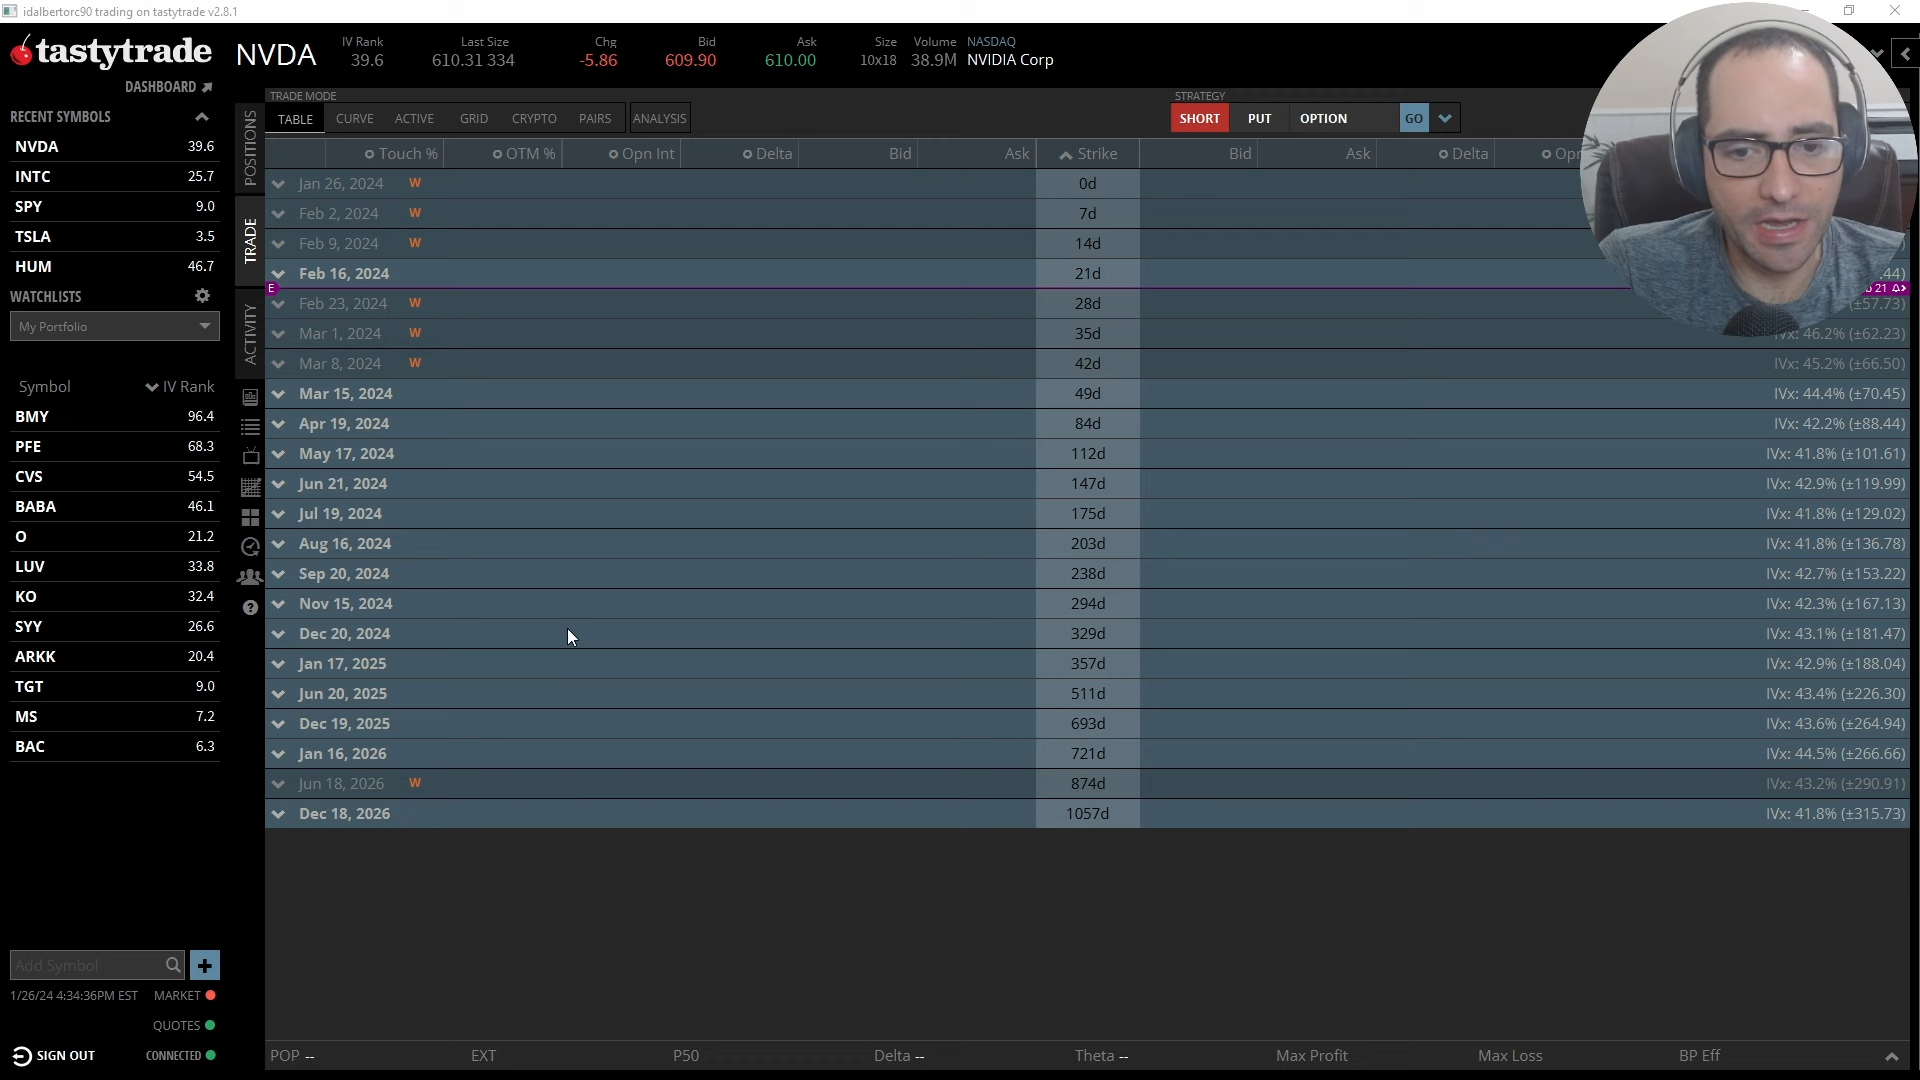 idalbertorc90 trading on tastytrade v2.8.1
tastytrade
DASHBOARD
RECENT SYMBOLS
NVDA 39.6
INTC 25.7
SPY 9.0
TSLA 3.5
HUM 46.7
WATCHLISTS
My Portfolio
Symbol IV Rank
BMY 96.4
PFE 68.3
CVS 54.5
BABA 46.1
O 21.2
LUV 33.8
KO 32.4
SYY 26.6
ARKK 20.4
TGT 9.0
MS 7.2
BAC 6.3
Add Symbol
1/26/24 4:34:36PM EST MARKET
QUOTES
SIGN OUT CONNECTED
POSITIONS
TRADE
ACTIVITY
NVDA
IV Rank Last Size Chg Bid Ask Size Volume NASDAQ
39.6 610.31 334 -5.86 609.90 610.00 10x18 38.9M NVIDIA Corp
TRADE MODE STRATEGY
TABLE CURVE ACTIVE GRID CRYPTO PAIRS ANALYSIS SHORT PUT OPTION GO
Touch % OTM % Opn Int Delta Bid Ask Strike Bid Ask Delta
Jan 26, 2024 W 0d
Feb 2, 2024 W 7d
Feb 9, 2024 W 14d
Feb 16, 2024 21d .44)
E 21
Feb 23, 2024 W 28d (±57.73)
Mar 1, 2024 W 35d IVx: 46.2% (±62.23)
Mar 8, 2024 W 42d IVx: 45.2% (±66.50)
Mar 15, 2024 49d IVx: 44.4% (±70.45)
Apr 19, 2024 84d IVx: 42.2% (±88.44)
May 17, 2024 112d IVx: 41.8% (±101.61)
Jun 21, 2024 147d IVx: 42.9% (±119.99)
Jul 19, 2024 175d IVx: 41.8% (±129.02)
Aug 16, 2024 203d IVx: 41.8% (±136.78)
Sep 20, 2024 238d IVx: 42.7% (±153.22)
Nov 15, 2024 294d IVx: 42.3% (±167.13)
Dec 20, 2024 329d IVx: 43.1% (±181.47)
Jan 17, 2025 357d IVx: 42.9% (±188.04)
Jun 20, 2025 511d IVx: 43.4% (±226.30)
Dec 19, 2025 693d IVx: 43.6% (±264.94)
Jan 16, 2026 721d IVx: 44.5% (±266.66)
Jun 18, 2026 W 874d IVx: 43.2% (±290.91)
Dec 18, 2026 1057d IVx: 41.8% (±315.73)
POP -- EXT P50 Delta -- Theta -- Max Profit Max Loss BP Eff